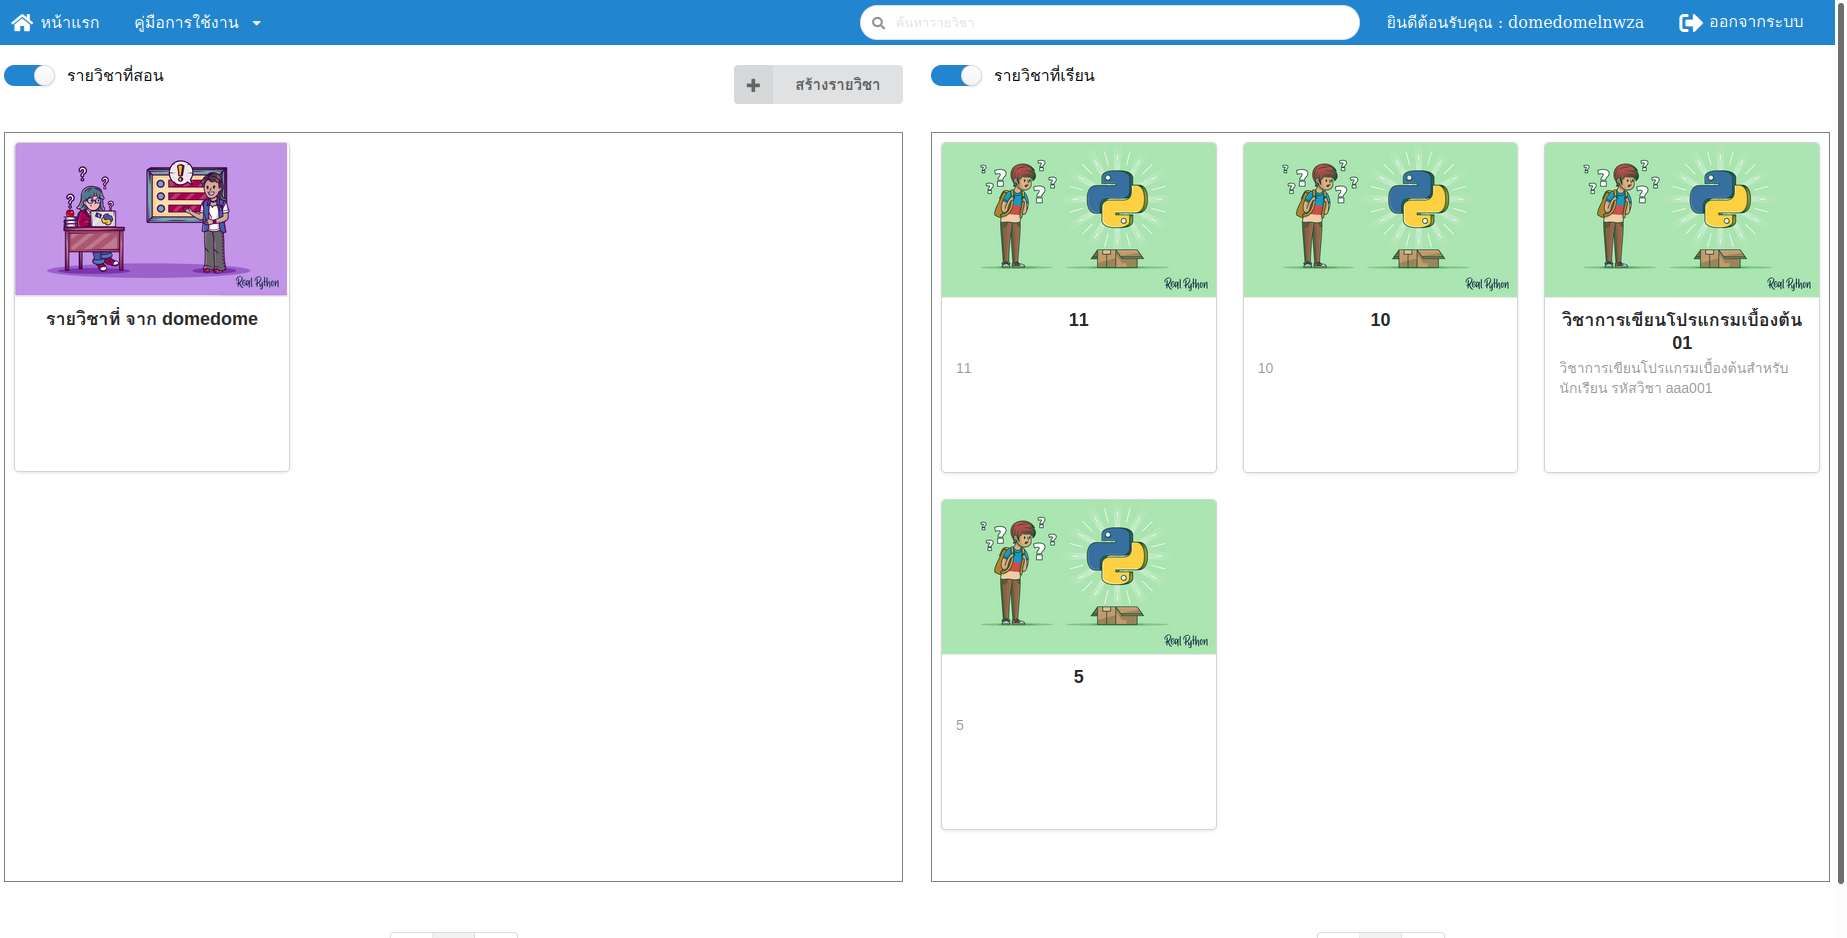 หน้าแรก
คู่มือการใช้งาน
ค้นหารายวิชา
ยินดีต้อนรับคุณ : domedomelnwza
ออกจากระบบ
รายวิชาที่สอน
สร้างรายวิชา
รายวิชาที่เรียน
Real Python
รายวิชาที่ จาก domedome
Real Python
11
11
Real Python
10
10
Real Python
วิชาการเขียนโปรแกรมเบื้องต้น
01
วิชาการเขียนโปรแกรมเบื้องต้นสำหรับ
นักเรียน รหัสวิชา aaa001
Real Python
5
5